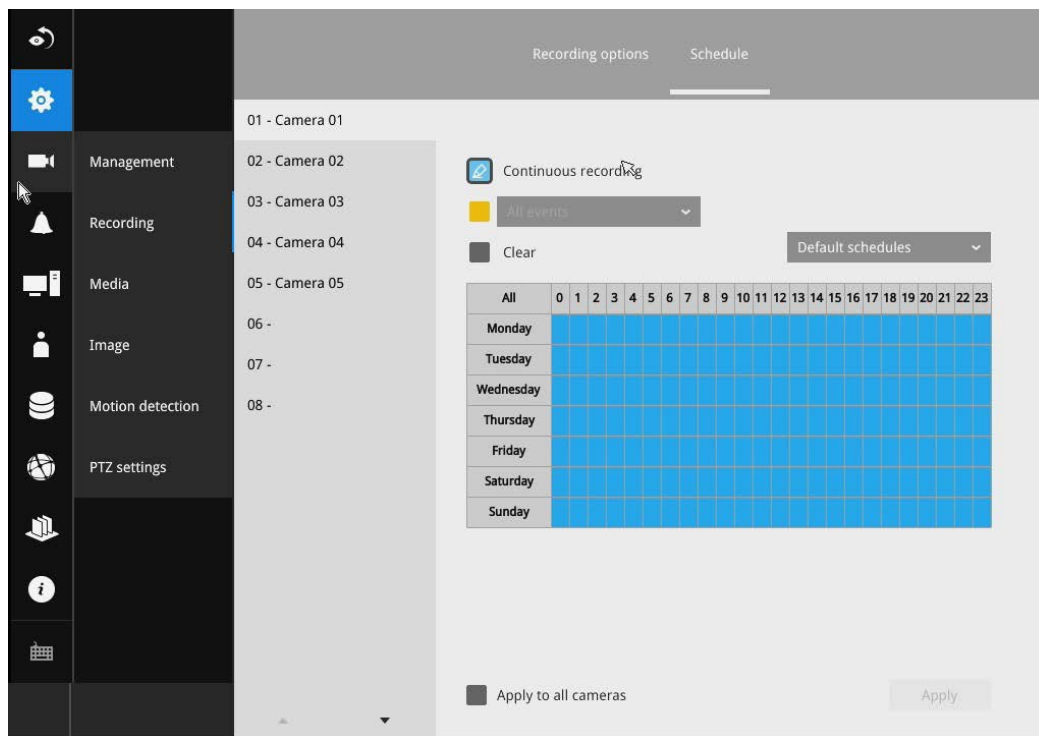 Recording options Schedule
Management
Recording
Media
Image
Motion detection
PTZ settings
01 - Camera 01
02 - Camera 02
03 - Camera 03
04 - Camera 04
05 - Camera 05
06 -
07 -
08 -
Continuous recording
All events
Clear
Default schedules
All 0 1 2 3 4 5 6 7 8 9 10 11 12 13 14 15 16 17 18 19 20 21 22 23
Monday
Tuesday
Wednesday
Thursday
Friday
Saturday
Sunday
Apply to all cameras
Apply